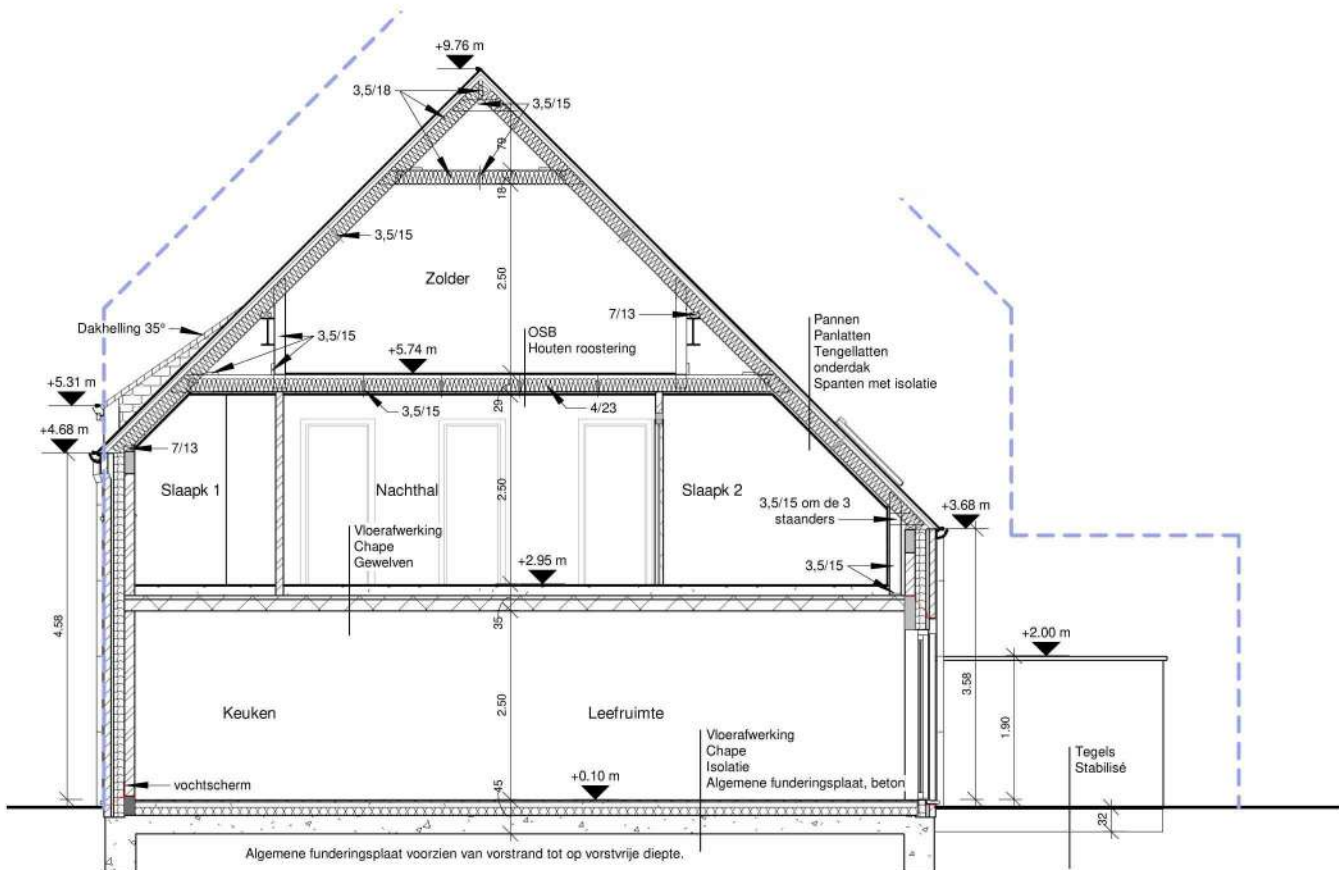 +9.76 m
3,5/18
3,5/15
70
18
3,5/15
Zolder
2.50
7/13
Dakhelling 35°
3,5/15
OSB
Houten roostering
Pannen
Panlatten
Tengellatten
onderdak
Spanten met isolatie
+5.74 m
+5.31 m
29
3,5/15
4/23
+4.68 m
7/13
Slaapk 1
Nachthal
2.50
Slaapk 2
3,5/15 om de 3
staanders
+3.68 m
Vloerafwerking
Chape
Gewelven
+2.95 m
3,5/15
4.58
35
+2.00 m
3.58
1.90
Keuken
2.50
Leefruimte
Vloerafwerking
Chape
Isolatie
Algemene funderingsplaat, beton
Tegels
Stabilisé
vochtscherm
45
+0.10 m
32
Algemene funderingsplaat voorzien van vorstrand tot op vorstvrije diepte.